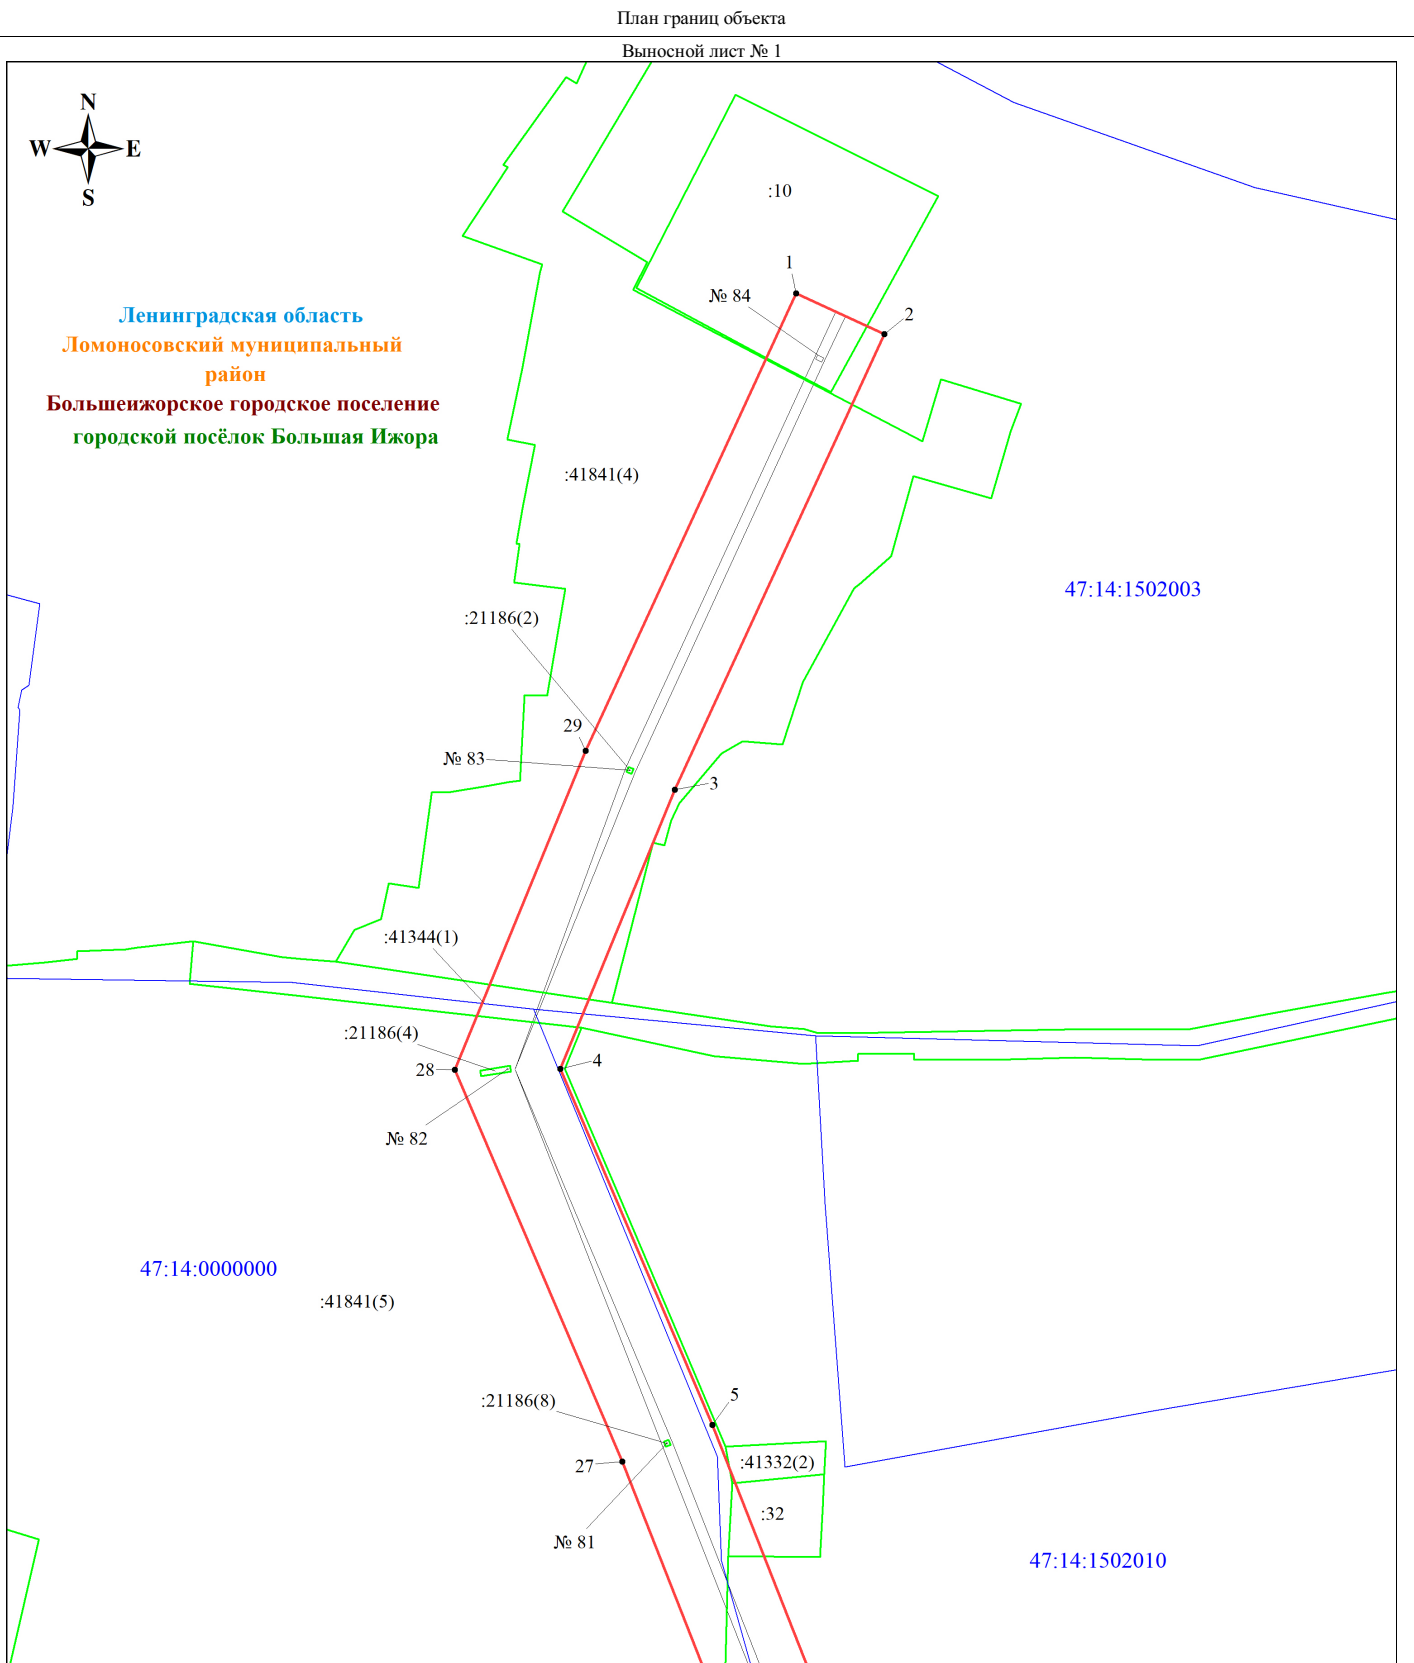 План границ объекта
Выносной лист № 1
N
W E
S
:10
1
№ 84
2
Ленинградская область
Ломоносовский муниципальный
район
Большеижорское городское поселение
городской посёлок Большая Ижора
:41841(4)
47:14:1502003
:21186(2)
29
№ 83
3
:41344(1)
:21186(4)
28
4
№ 82
47:14:0000000
:41841(5)
5
:21186(8)
27
:41332(2)
:32
№ 81
47:14:1502010